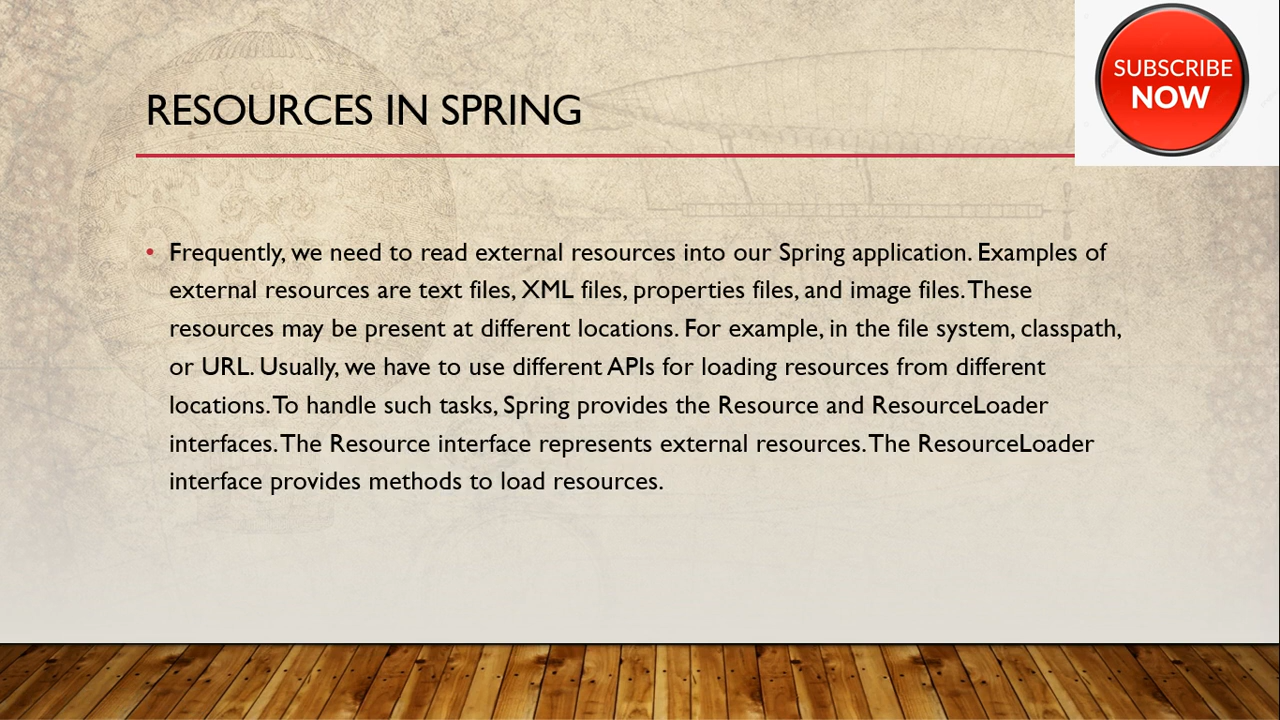 SUBSCRIBE
NOW
RESOURCES IN SPRING
• Frequently, we need to read external resources into our Spring application. Examples of
external resources are text files, XML files, properties files, and image files. These
resources may be present at different locations. For example, in the file system, classpath,
or URL. Usually, we have to use different APIs for loading resources from different
locations. To handle such tasks, Spring provides the Resource and ResourceLoader
interfaces. The Resource interface represents external resources. The ResourceLoader
interface provides methods to load resources.